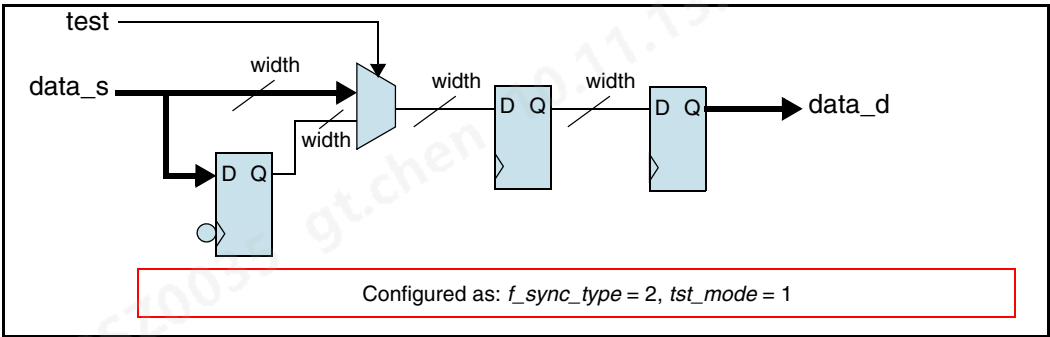 test
data_s
width
width
width
width
D Q
D Q
D Q
data_d
Configured as: f_sync_type = 2, tst_mode = 1